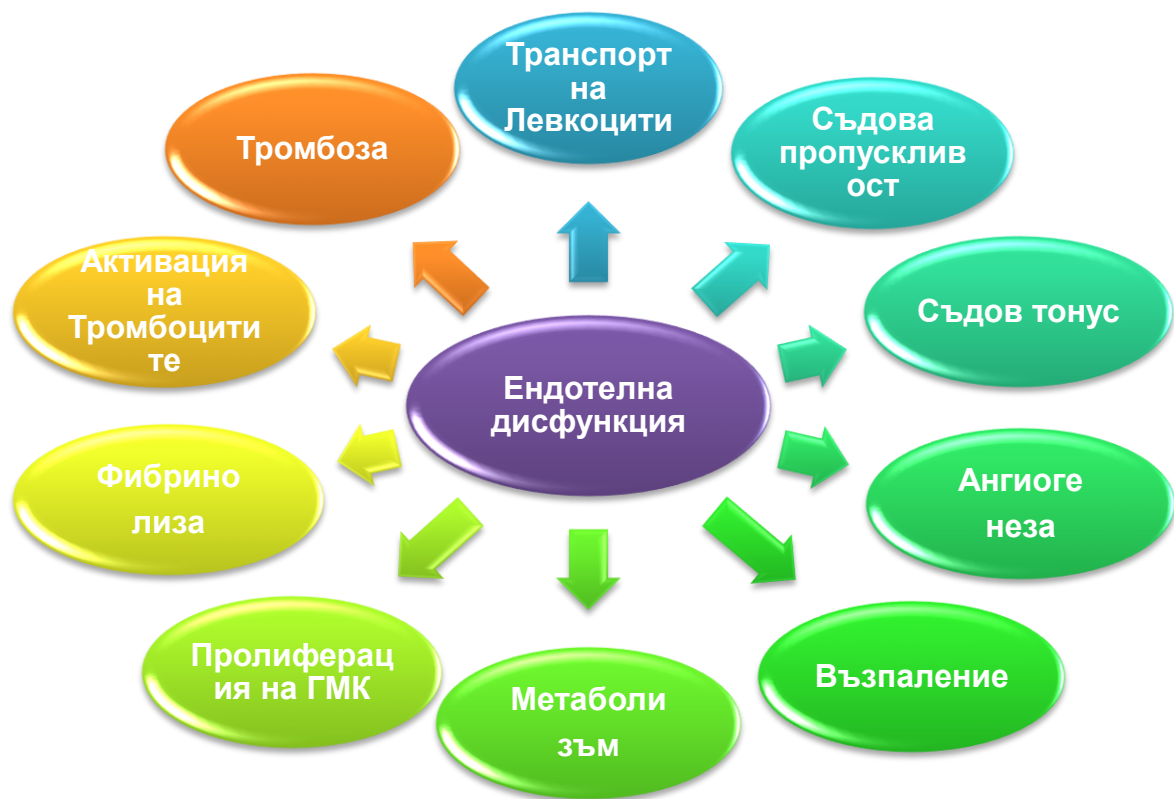 Транспорт
на
Левкоцити
Съдова
пропусклив
ост
Съдов тонус
Ангиоге
неза
Възпаление
Метаболи
зъм
Пролиферац
ия на ГМК
Фибрино
лиза
Активация
на
Тромбоцити
те
Тромбоза
Ендотелна
дисфункция